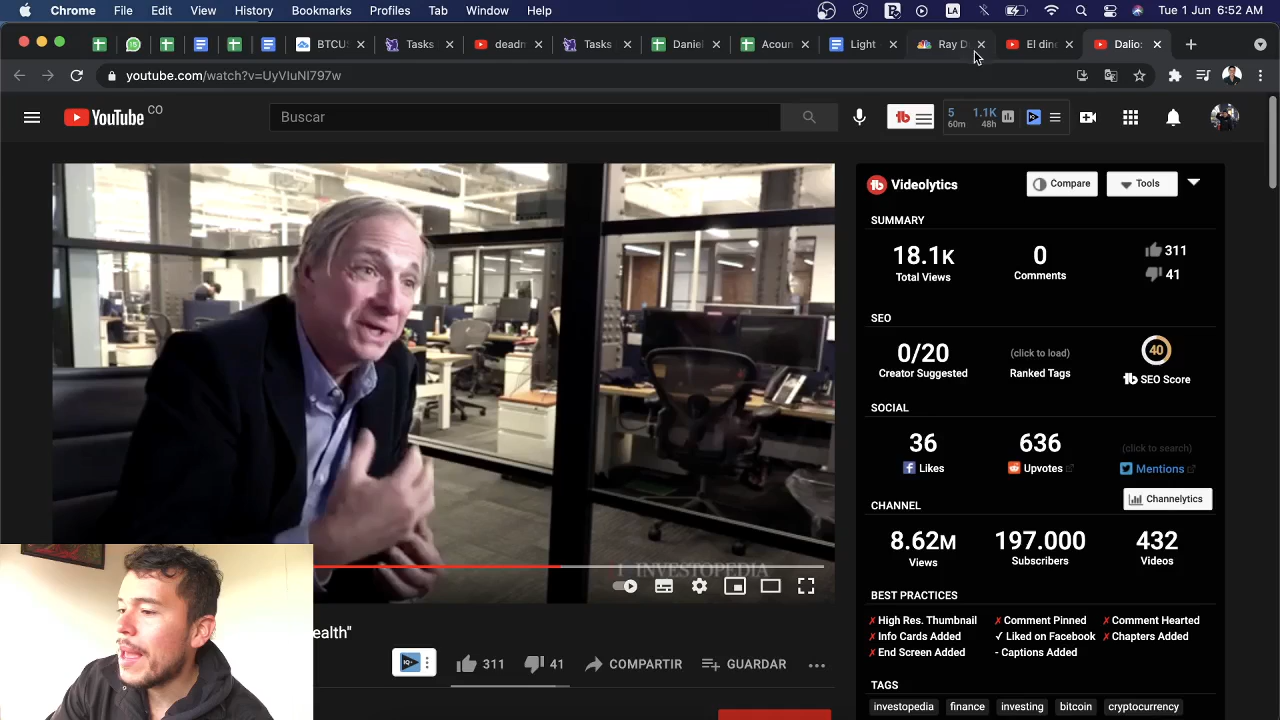 Chrome File Edit View History Bookmarks Profiles Tab Window Help LA Tue 1 Jun 6:52 AM
BTCU Tasks deadm Tasks Daniel Acoun Light Ray D El dine Dalio:
youtube.com/watch?v=UyVluNl797w
YouTube CO Buscar 5 60m 1.1K 48h
Videolytics Compare Tools
SUMMARY
18.1K 0 311
Total Views Comments 41
SEO
0/20 (click to load) 40
Creator Suggested Ranked Tags SEO Score
SOCIAL
36 636 (click to search)
Likes Upvotes Mentions
CHANNEL Channelytics
8.62M 197.000 432
Views Subscribers Videos
INVESTOPEDIA
BEST PRACTICES
✗ High Res. Thumbnail ✗ Comment Pinned ✗ Comment Hearted
✗ Info Cards Added ✓ Liked on Facebook ✗ Chapters Added
✗ End Screen Added - Captions Added
ealth"
311 41 COMPARTIR GUARDAR
TAGS
investopedia finance investing bitcoin cryptocurrency